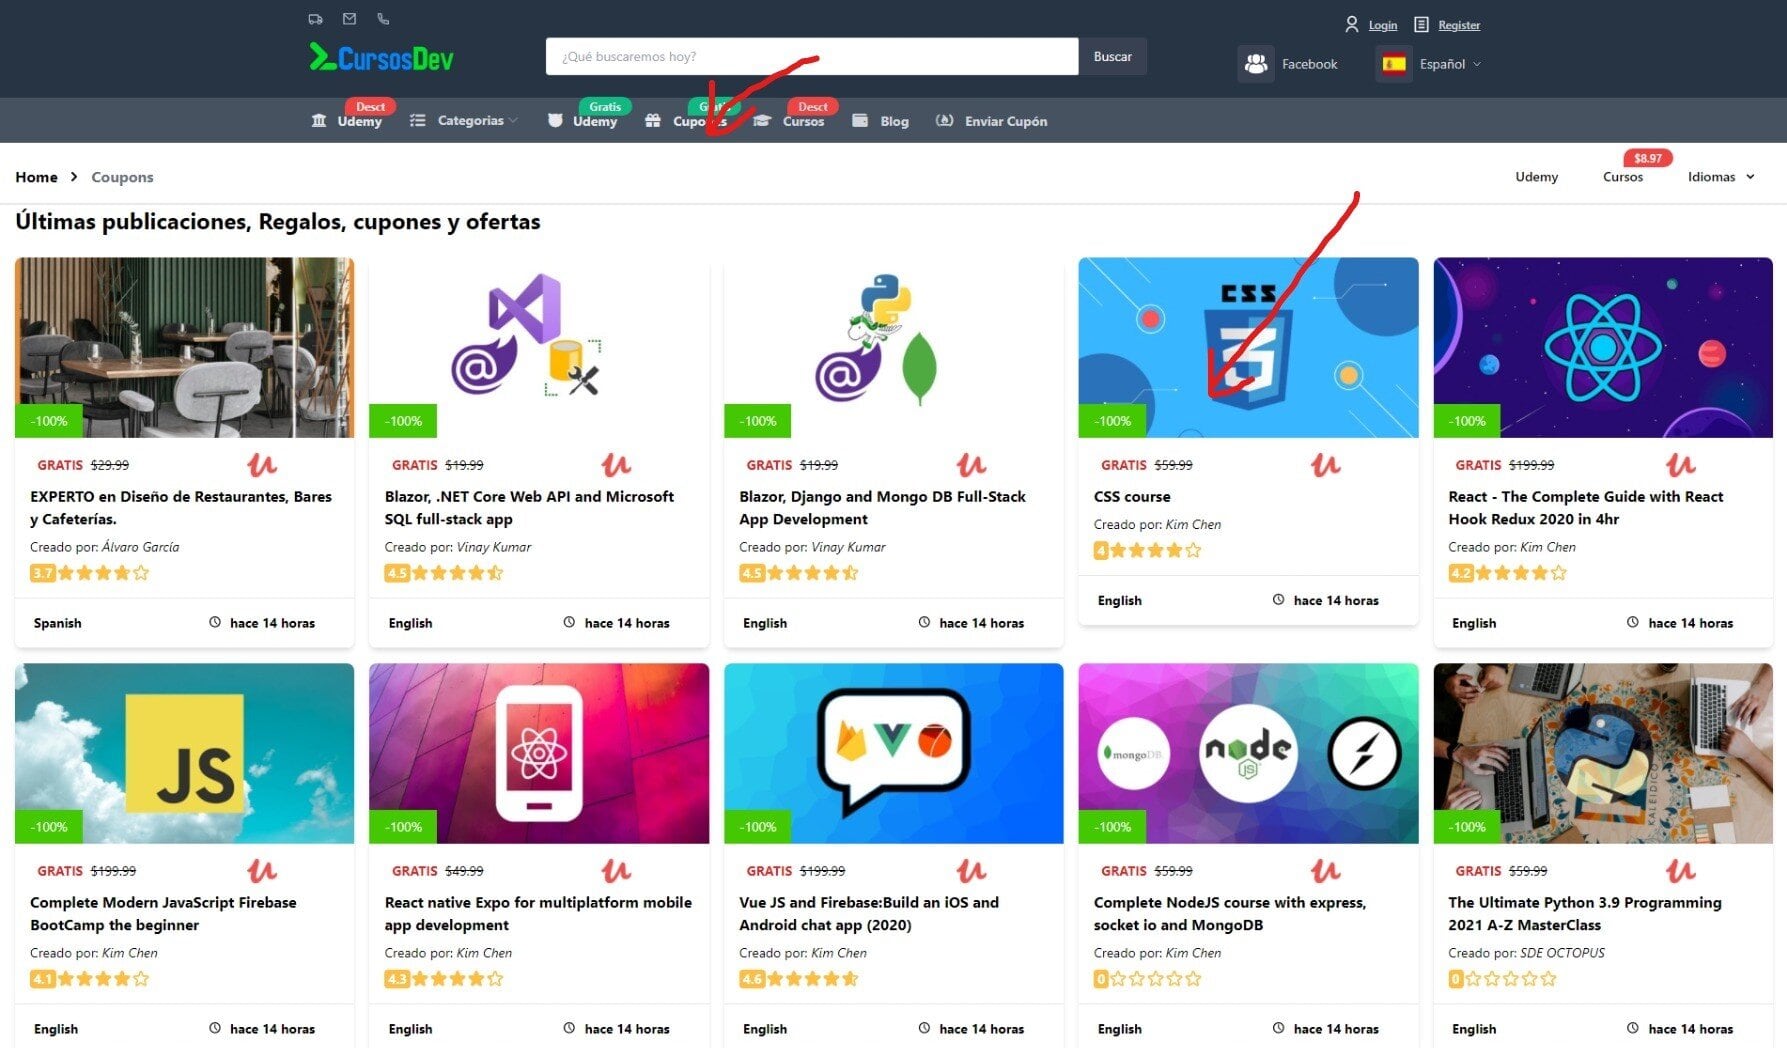 Login Register
CursosDev
¿Qué buscaremos hoy? Buscar
Facebook Español
Desct Gratis Gratis Desct
Udemy Categorias Udemy Cupones Cursos Blog Enviar Cupón
Home > Coupons
$8.97
Udemy Cursos Idiomas
Últimas publicaciones, Regalos, cupones y ofertas
-100%
GRATIS $29.99
EXPERTO en Diseño de Restaurantes, Bares
y Cafeterías.
Creado por: Álvaro García
3.7
Spanish hace 14 horas
-100%
GRATIS $19.99
Blazor, .NET Core Web API and Microsoft
SQL full-stack app
Creado por: Vinay Kumar
4.5
English hace 14 horas
-100%
GRATIS $19.99
Blazor, Django and Mongo DB Full-Stack
App Development
Creado por: Vinay Kumar
4.5
English hace 14 horas
CSS
3
-100%
GRATIS $59.99
CSS course
Creado por: Kim Chen
4
English hace 14 horas
-100%
GRATIS $199.99
React - The Complete Guide with React
Hook Redux 2020 in 4hr
Creado por: Kim Chen
4.2
English hace 14 horas
JS
-100%
GRATIS $199.99
Complete Modern JavaScript Firebase
BootCamp the beginner
Creado por: Kim Chen
4.1
English hace 14 horas
-100%
GRATIS $49.99
React native Expo for multiplatform mobile
app development
Creado por: Kim Chen
4.3
English hace 14 horas
-100%
GRATIS $199.99
Vue JS and Firebase:Build an iOS and
Android chat app (2020)
Creado por: Kim Chen
4.6
English hace 14 horas
mongoDB node JS
-100%
GRATIS $59.99
Complete NodeJS course with express,
socket io and MongoDB
Creado por: Kim Chen
0
English hace 14 horas
KALEIDICO
-100%
GRATIS $59.99
The Ultimate Python 3.9 Programming
2021 A-Z MasterClass
Creado por: SDE OCTOPUS
0
English hace 14 horas